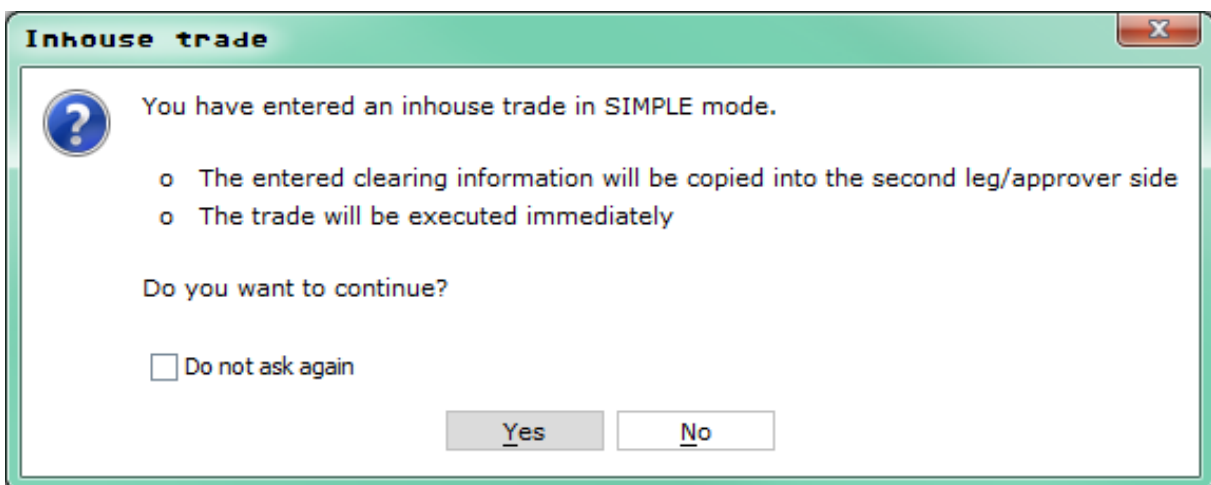 Inhouse trade
X
?
You have entered an inhouse trade in SIMPLE mode.
o The entered clearing information will be copied into the second leg/approver side
o The trade will be executed immediately
Do you want to continue?
Do not ask again
Yes No